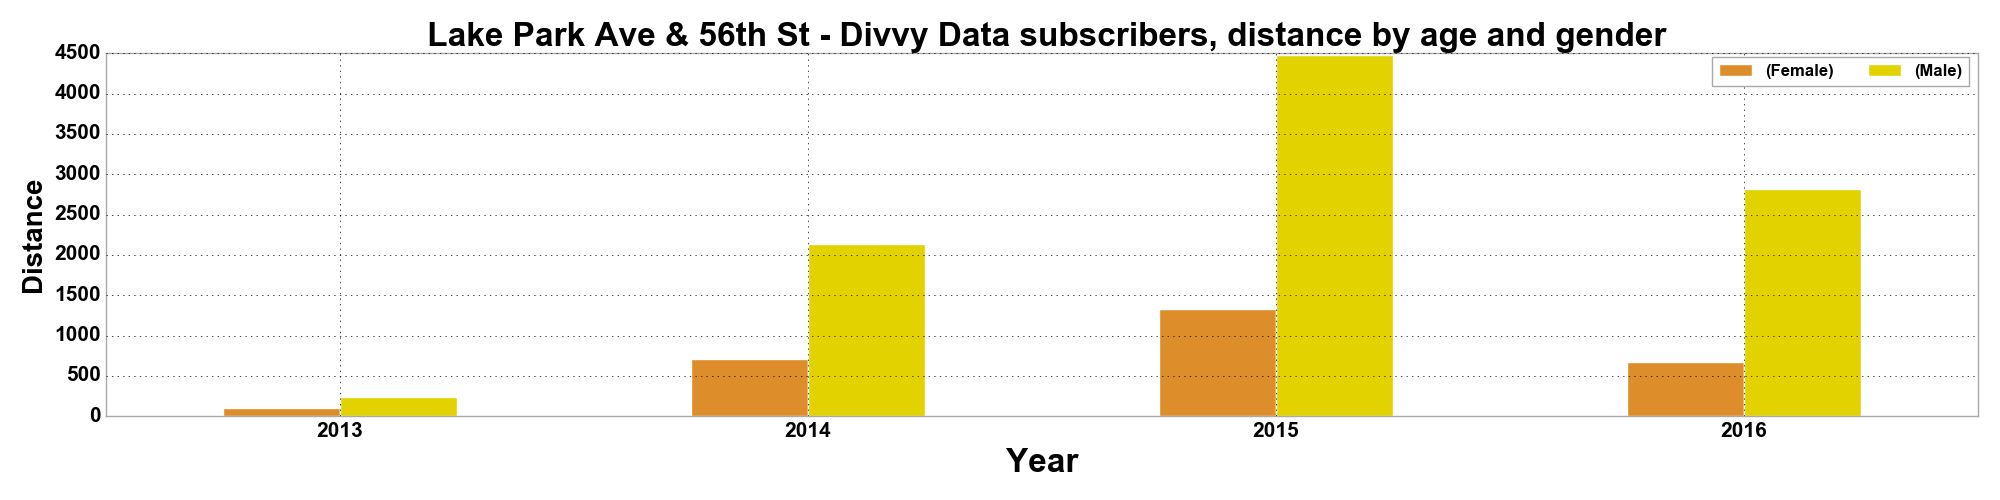 Lake Park Ave & 56th St - Divvy Data subscribers, distance by age and gender
4500
4000
3500
3000
2500
2000
1500
1000
500
0
Distance
(Female) (Male)
2013 2014 2015 2016
Year